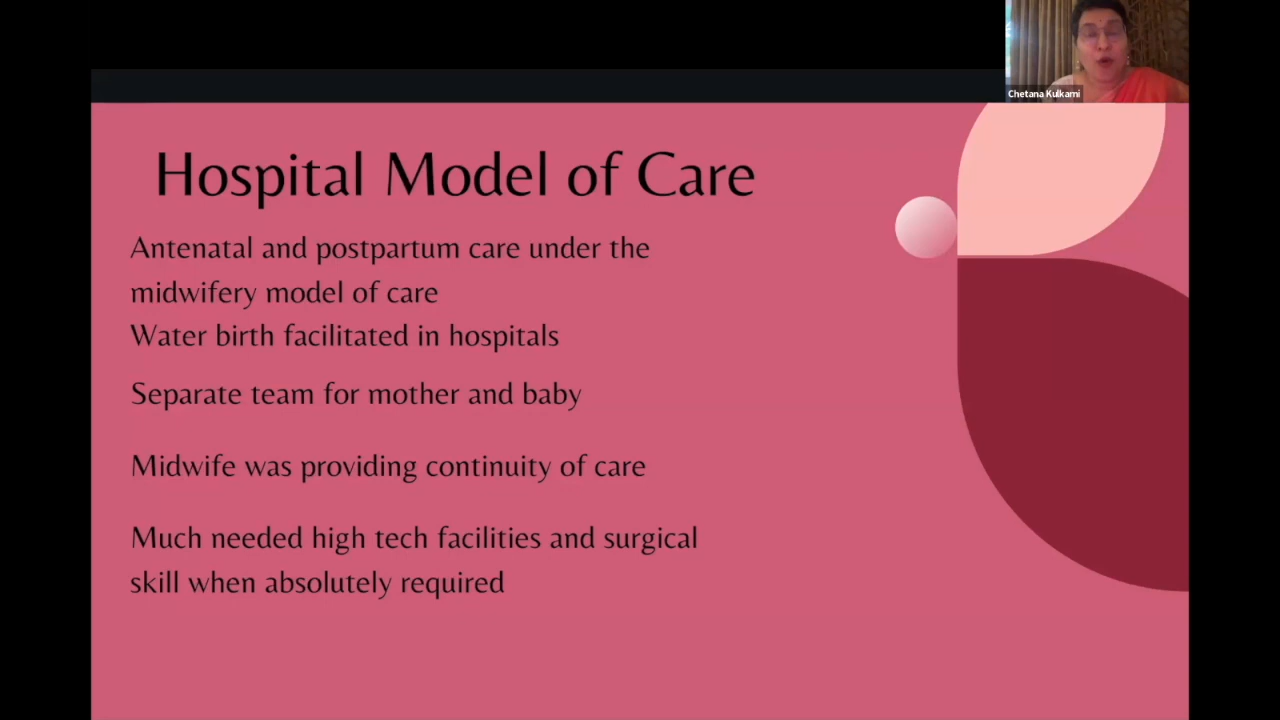 Chetana Kulkarni
Hospital Model of Care
Antenatal and postpartum care under the
midwifery model of care
Water birth facilitated in hospitals
Separate team for mother and baby
Midwife was providing continuity of care
Much needed high tech facilities and surgical
skill when absolutely required